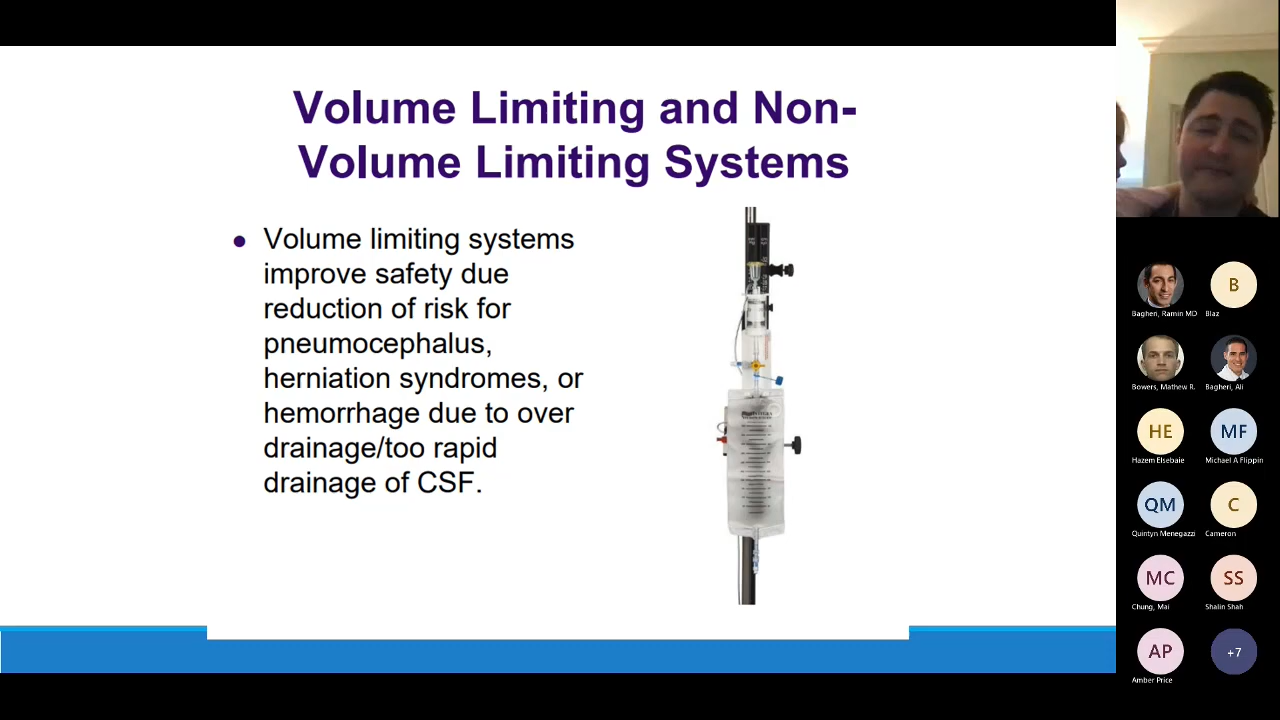 Volume Limiting and Non-
Volume Limiting Systems
● Volume limiting systems
improve safety due
reduction of risk for
pneumocephalus,
herniation syndromes, or
hemorrhage due to over
drainage/too rapid
drainage of CSF.
B
Bagheri, Ramin MD
Blaz
Bowers, Mathew R.
Bagheri, Ali
HE
MF
Hazem Elsebaie
Michael A Flippin
QM
C
Quintyn Menegazzi
Cameron
MC
SS
Chung, Mai
Shalin Shah
AP
+7
Amber Price